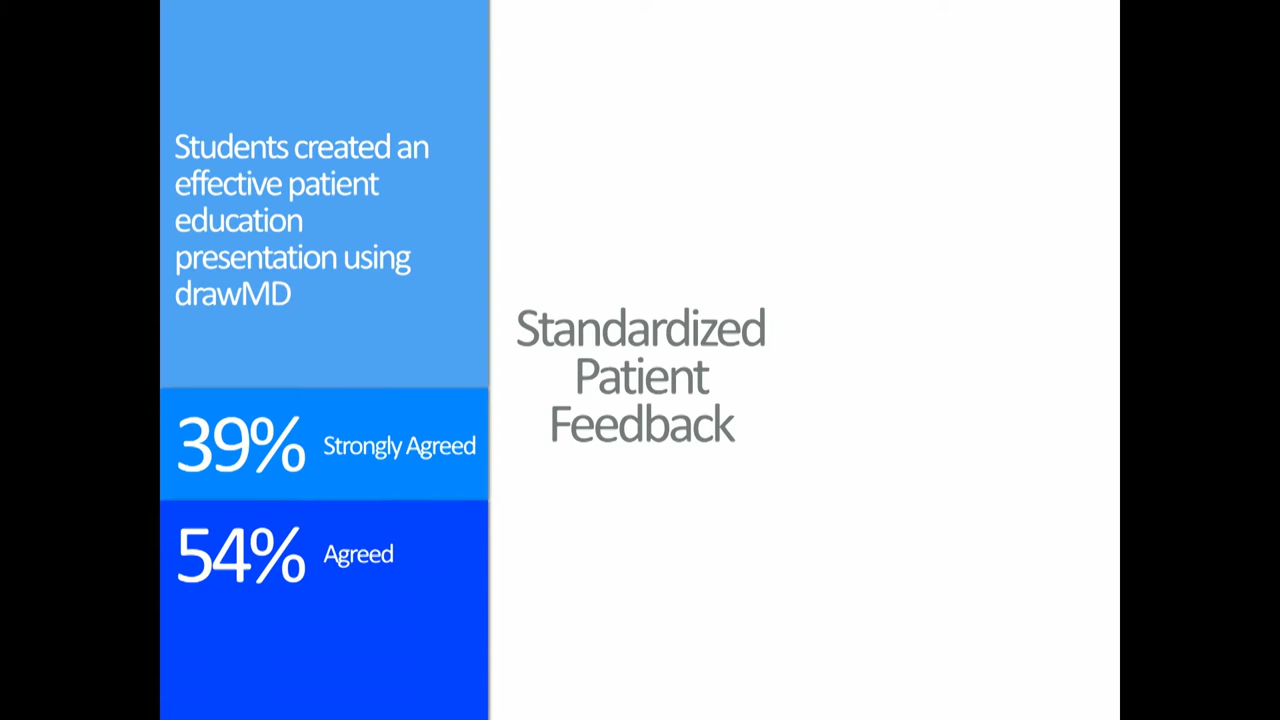 Students created an
effective patient
education
presentation using
drawMD
39% Strongly Agreed
54% Agreed
Standardized
Patient
Feedback